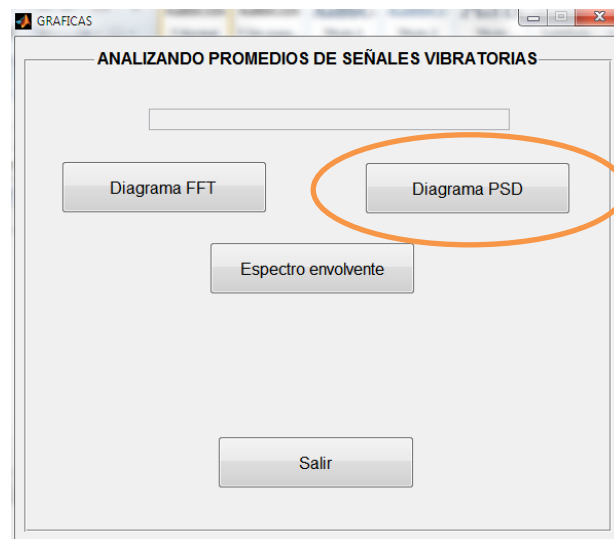 GRAFICAS
ANALIZANDO PROMEDIOS DE SEÑALES VIBRATORIAS
Diagrama FFT
Diagrama PSD
Espectro envolvente
Salir